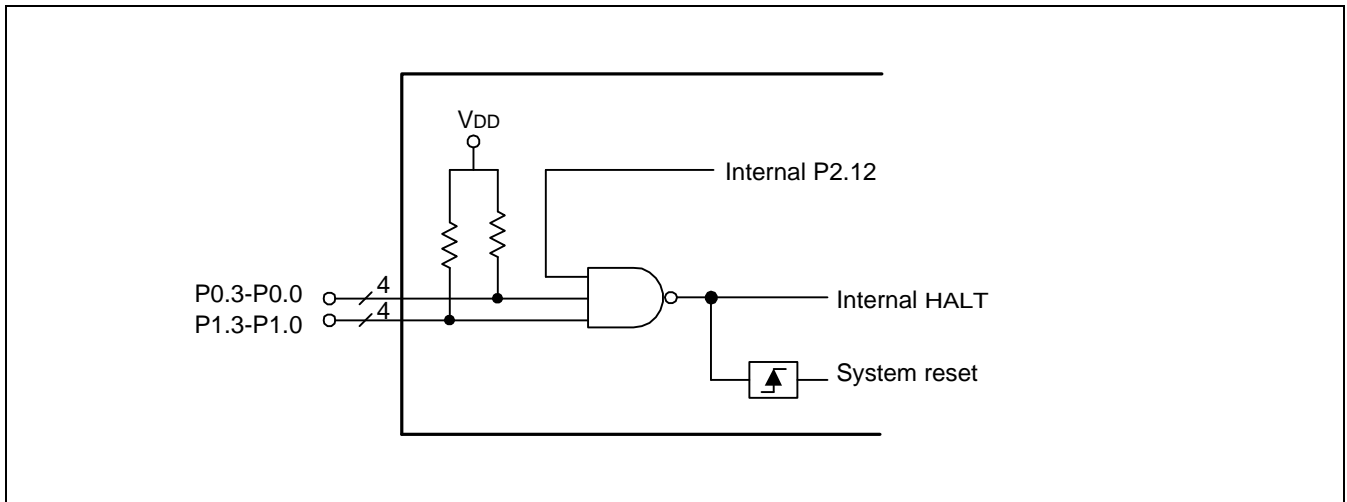 VDD
Internal P2.12
P0.3-P0.0
4
P1.3-P1.0
4
Internal HALT
System reset